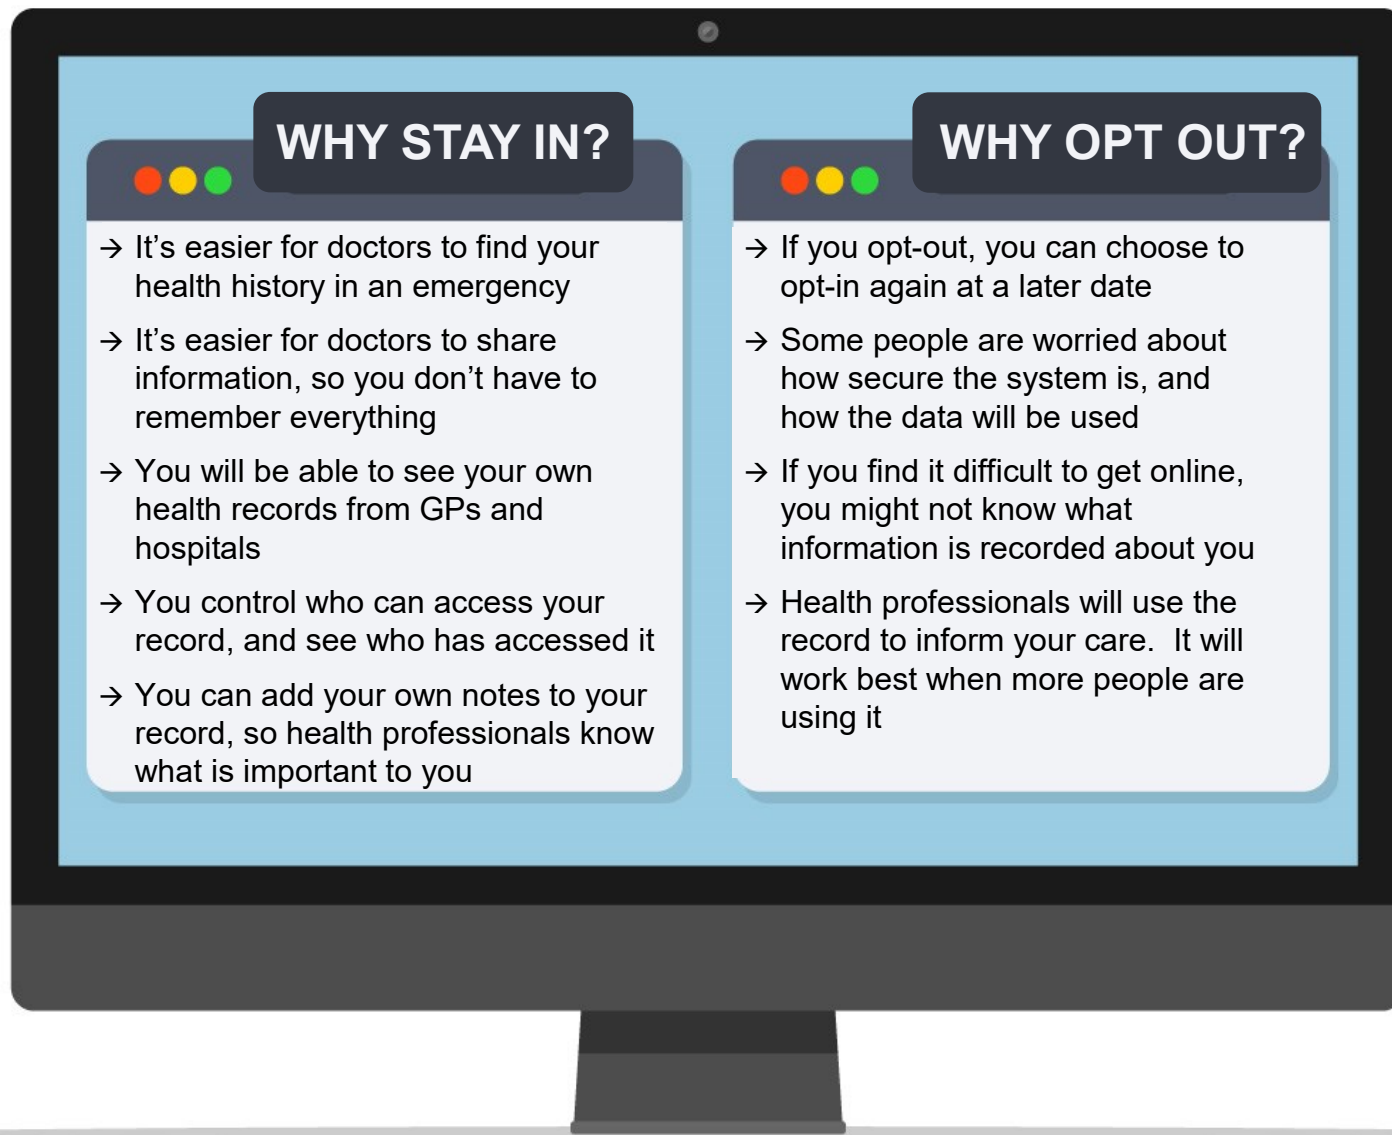 WHY STAY IN?
→ It’s easier for doctors to find your
health history in an emergency
→ It’s easier for doctors to share
information, so you don’t have to
remember everything
→ You will be able to see your own
health records from GPs and
hospitals
→ You control who can access your
record, and see who has accessed it
→ You can add your own notes to your
record, so health professionals know
what is important to you
WHY OPT OUT?
→ If you opt-out, you can choose to
opt-in again at a later date
→ Some people are worried about
how secure the system is, and
how the data will be used
→ If you find it difficult to get online,
you might not know what
information is recorded about you
→ Health professionals will use the
record to inform your care.  It will
work best when more people are
using it